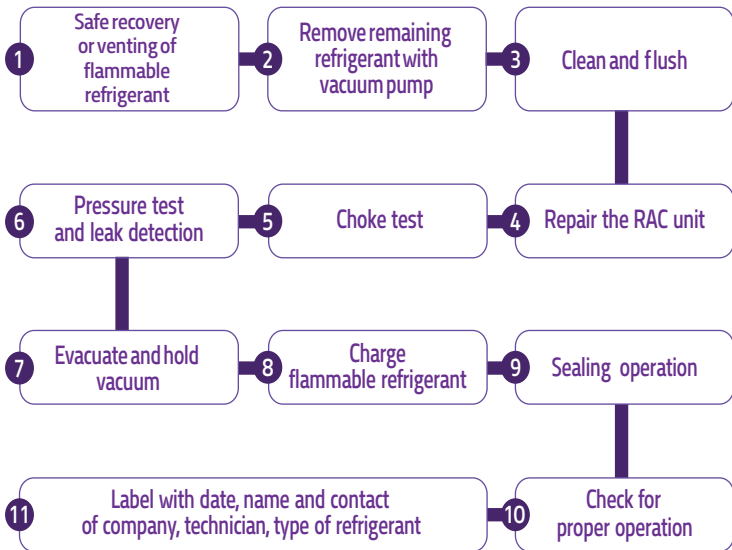 1
Safe recovery
or venting of
flammable
refrigerant
2
Remove remaining
refrigerant with
vacuum pump
3
Clean and flush
4
Repair the RAC unit
5
Choke test
6
Pressure test
and leak detection
7
Evacuate and hold
vacuum
8
Charge
flammable refrigerant
9
Sealing operation
10
Check for
proper operation
11
Label with date, name and contact
of company, technician, type of refrigerant